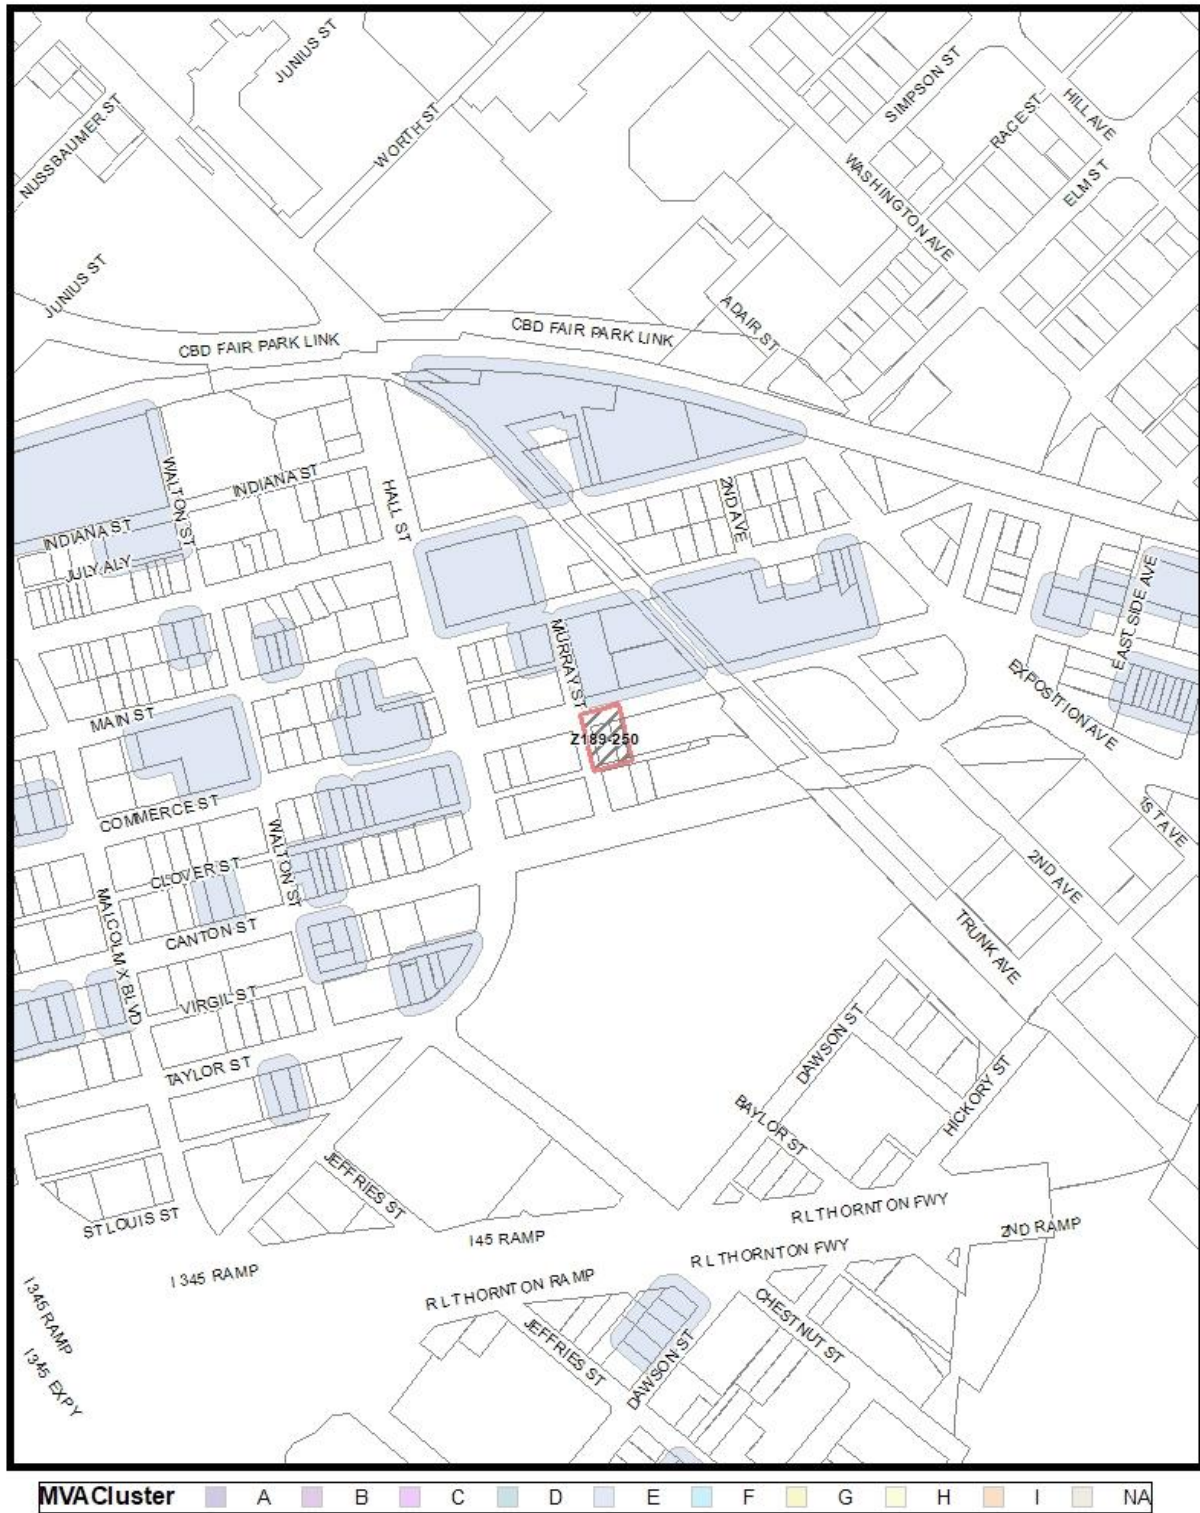 JUNIUS ST
SIMPSON ST
HILL AVE
NUSSBAUMER ST
WORTH ST
RACE ST
ELM ST
WASHINGTON AVE
JUNIUS ST
ADAIR ST
CBD FAIR PARK LINK
CBD FAIR PARK LINK
WALTON ST
INDIANA ST
HALL ST
2ND AVE
INDIANA ST
JULY ALY
EAST SIDE AVE
MURRAY ST
EXPOSITION AVE
MAIN ST
Z189-250
COMMERCE ST
1ST AVE
WALTON ST
CLOVER ST
2ND AVE
MALCOLM X BLVD
CANTON ST
TRUNK AVE
VIRGIL ST
DAWSON ST
TAYLOR ST
HICKORY ST
BAYLOR ST
JEFFRIES ST
ST LOUIS ST
R L THORNTON FWY
I45 RAMP
2ND RAMP
R L THORNTON FWY
I 345 RAMP
R L THORNTON RAMP
I 345 RAMP
CHESTNUT ST
JEFFRIES ST
DAWSON ST
I 345 EXPY
MVACluster A B C D E F G H I NA